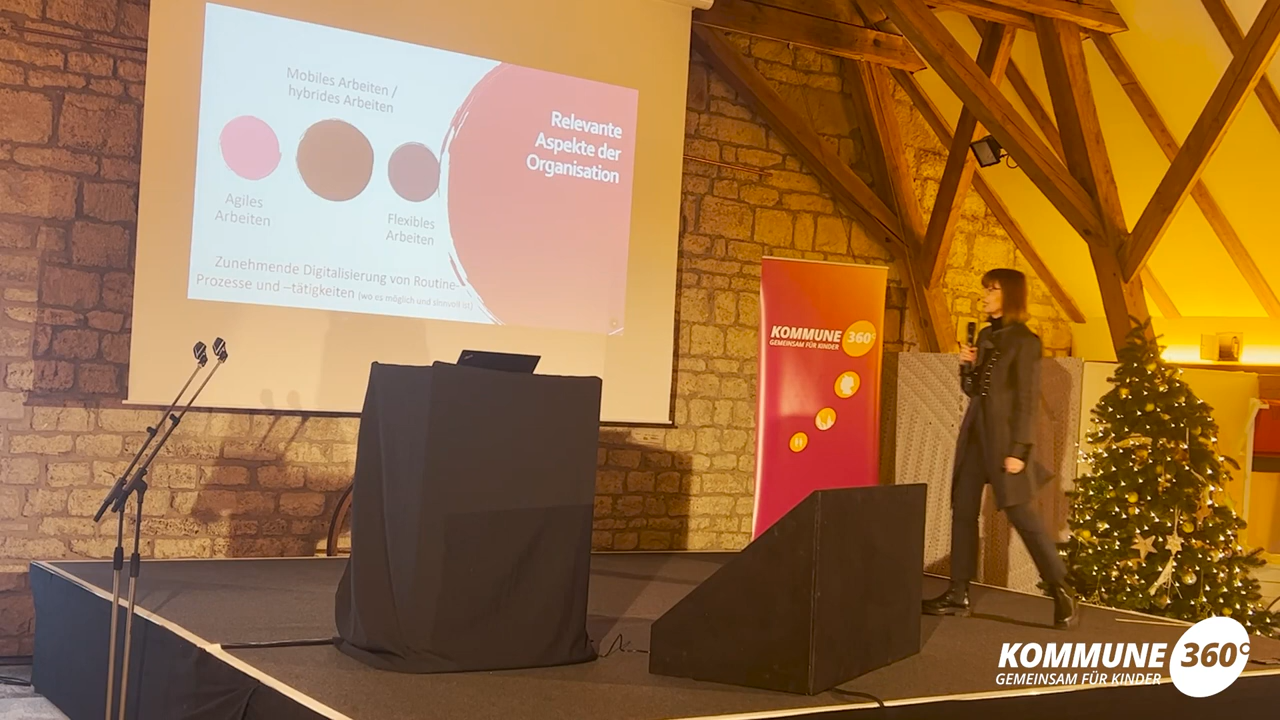 Mobiles Arbeiten /
hybrides Arbeiten
Relevante
Aspekte der
Organisation
Agiles
Arbeiten
Flexibles
Arbeiten
Zunehmende Digitalisierung von Routine-
Prozesse und –tätigkeiten (wo es möglich und sinnvoll ist)
KOMMUNE 360°
GEMEINSAM FÜR KINDER
KOMMUNE 360°
GEMEINSAM FÜR KINDER